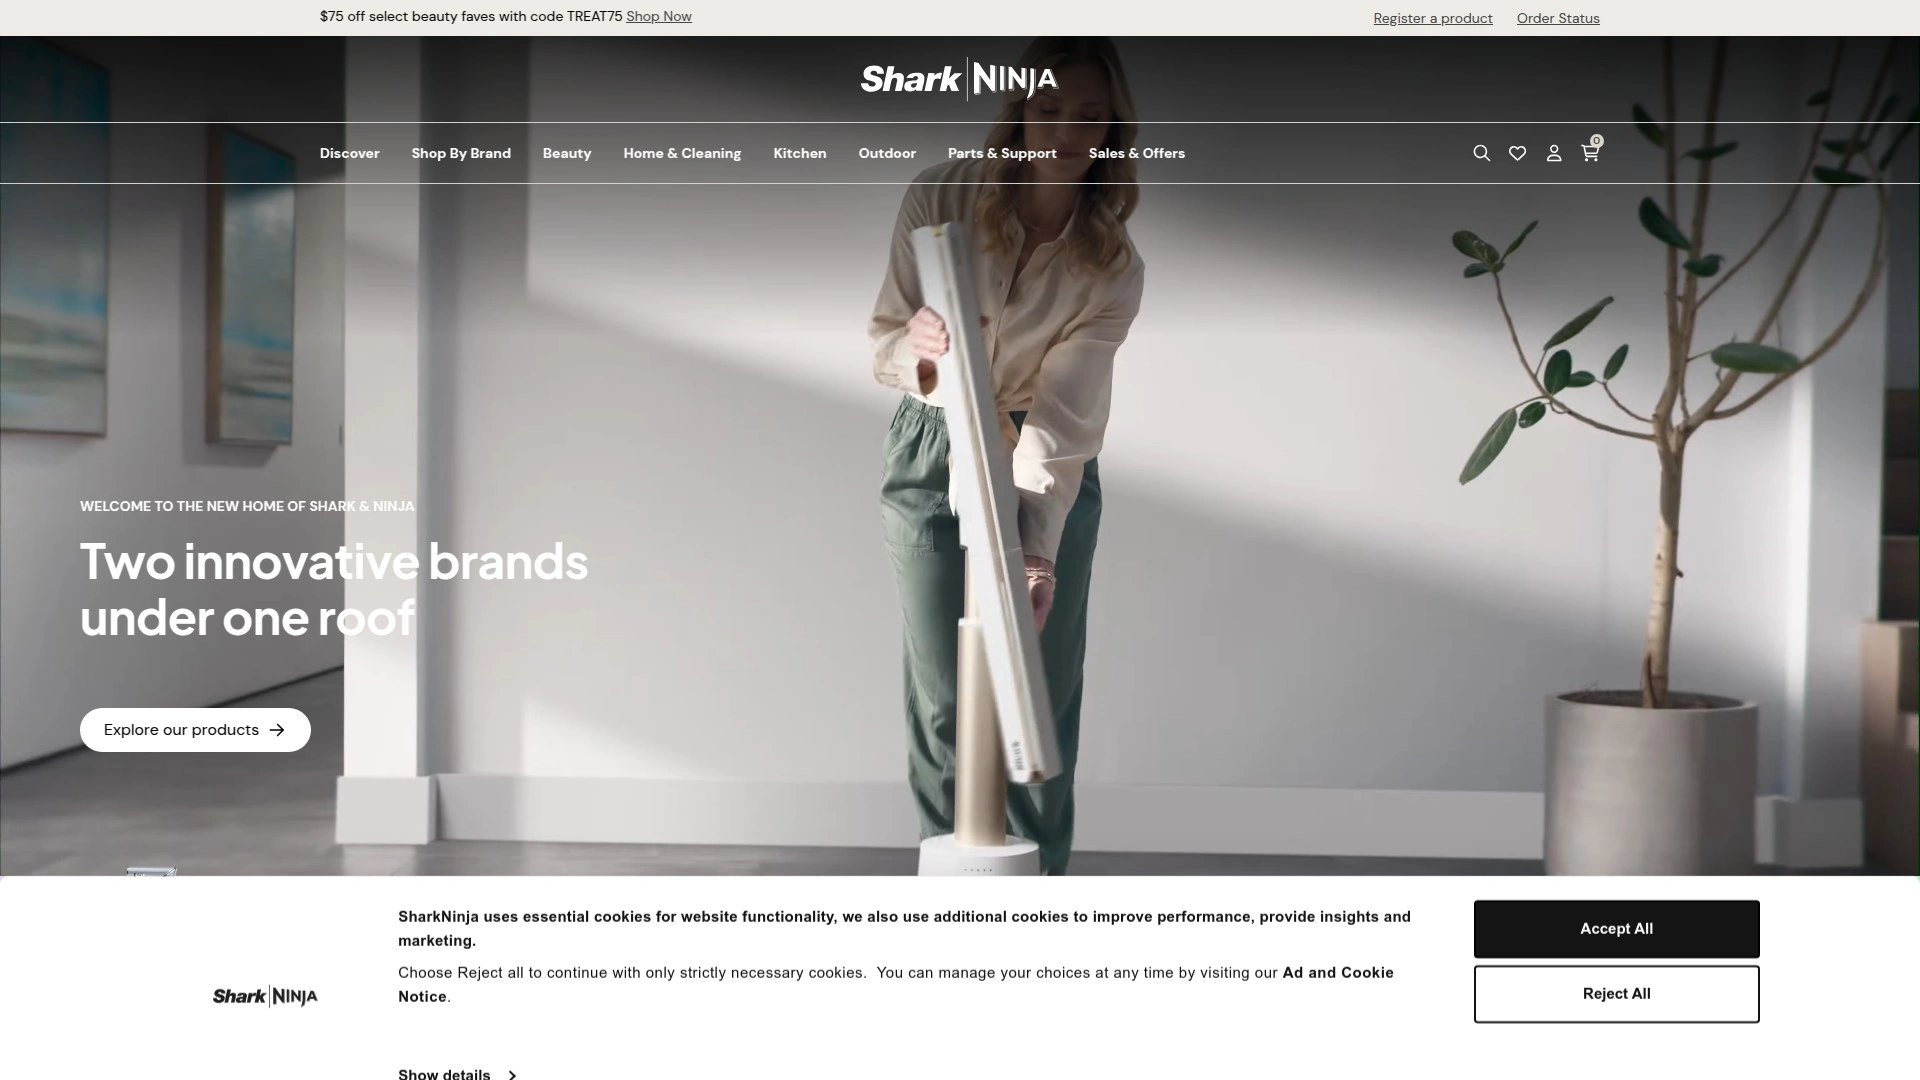 $75 off select beauty faves with code TREAT75 Shop Now
Register a product
Order Status
Shark NINJA
Discover
Shop By Brand
Beauty
Home & Cleaning
Kitchen
Outdoor
Parts & Support
Sales & Offers
0
WELCOME TO THE NEW HOME OF SHARK & NINJA
Two innovative brands
under one roof
Explore our products
SharkNinja uses essential cookies for website functionality, we also use additional cookies to improve performance, provide insights and
marketing.
Choose Reject all to continue with only strictly necessary cookies.  You can manage your choices at any time by visiting our Ad and Cookie
Notice.
Shark NINJA
Accept All
Reject All
Show details